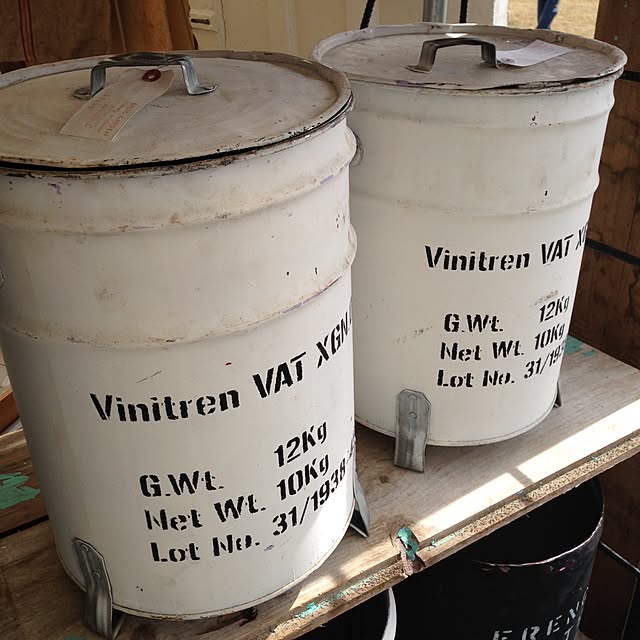 Vinitren VAT XGN
G.Wt. 12Kg
Net Wt. 10Kg
Lot No. 31/1938
Vinitren VAT
G.Wt. 12Kg
Net Wt. 10Kg
Lot No. 31/193